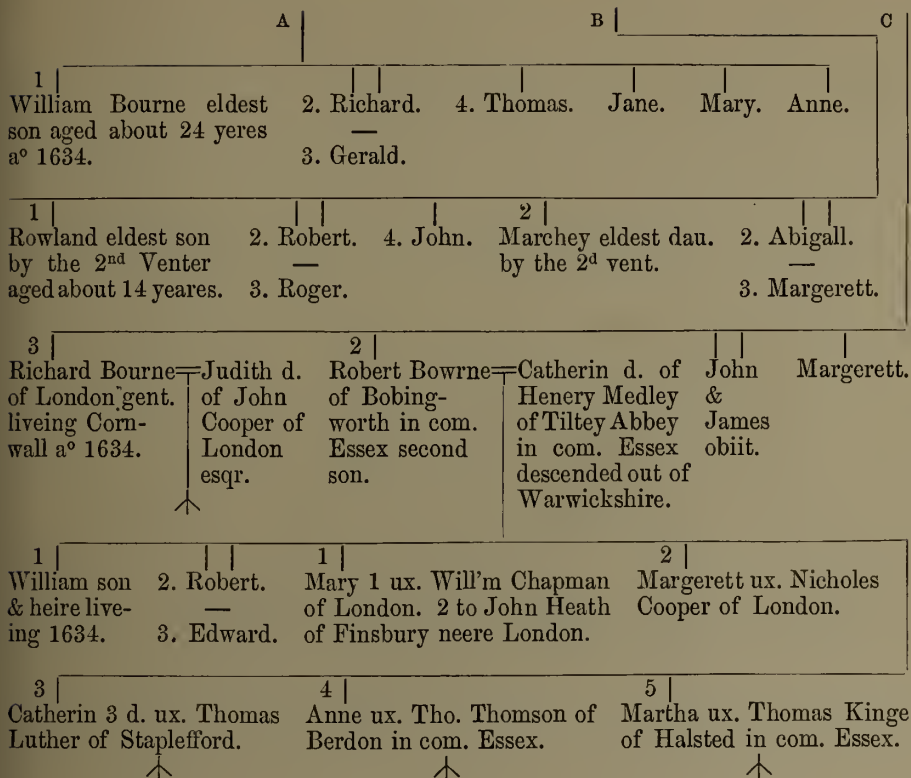 A B C
1
William Bourne eldest
son aged about 24 yeres
aº 1634.
2. Richard.
—
3. Gerald.
4. Thomas.
Jane.
Mary.
Anne.
1
Rowland eldest son
by the 2nd Venter
aged about 14 yeares.
2. Robert.
—
3. Roger.
4. John.
2
Marchey eldest dau.
by the 2d vent.
2. Abigall.
—
3. Margerett.
3
Richard Bourne
of London gent.
liveing Corn-
wall aº 1634.
Judith d.
of John
Cooper of
London
esqr.
2
Robert Bowrne
of Bobing-
worth in com.
Essex second
son.
Catherin d. of
Henery Medley
of Tiltey Abbey
in com. Essex
descended out of
Warwickshire.
John
&
James
obiit.
Margerett.
1
William son
& heire live-
ing 1634.
2. Robert.
—
3. Edward.
1
Mary 1 ux. Will'm Chapman
of London. 2 to John Heath
of Finsbury neere London.
2
Margerett ux. Nicholes
Cooper of London.
3
Catherin 3 d. ux. Thomas
Luther of Staplefford.
4
Anne ux. Tho. Thomson of
Berdon in com. Essex.
5
Martha ux. Thomas Kinge
of Halsted in com. Essex.